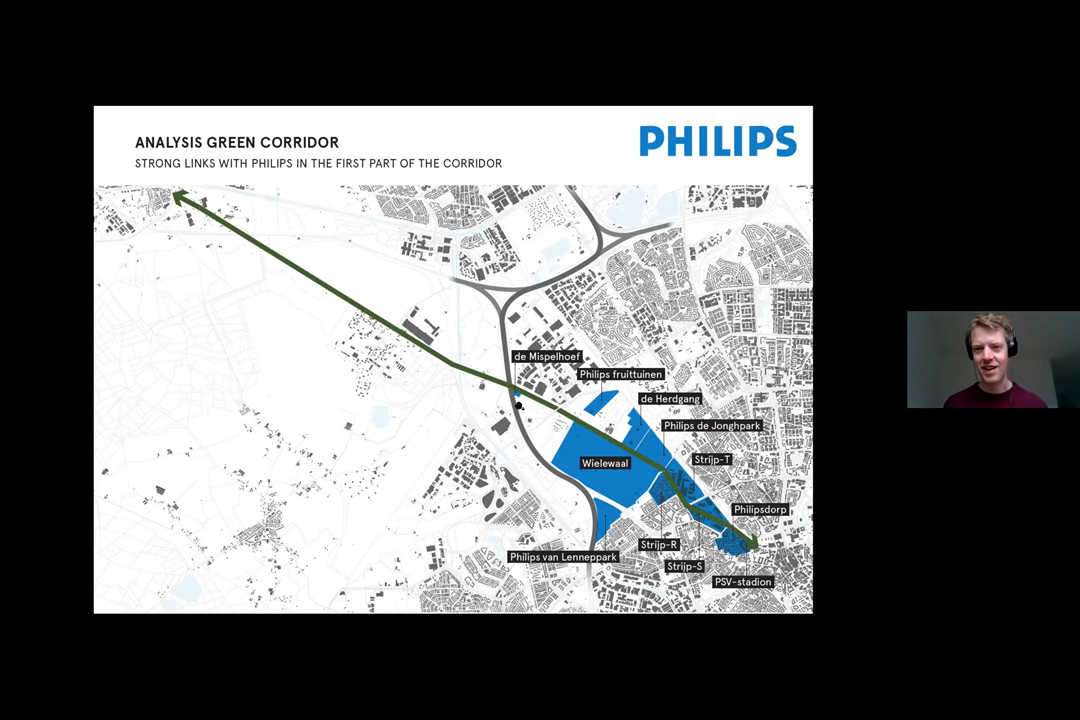 ANALYSIS GREEN CORRIDOR
STRONG LINKS WITH PHILIPS IN THE FIRST PART OF THE CORRIDOR
PHILIPS
de Mispelhoef
Philips fruittuinen
de Herdgang
Philips de Jonghpark
Wielewaal
Strijp-T
Philipsdorp
Strijp-R
Philips van Lenneppark
Strijp-S
PSV-stadion